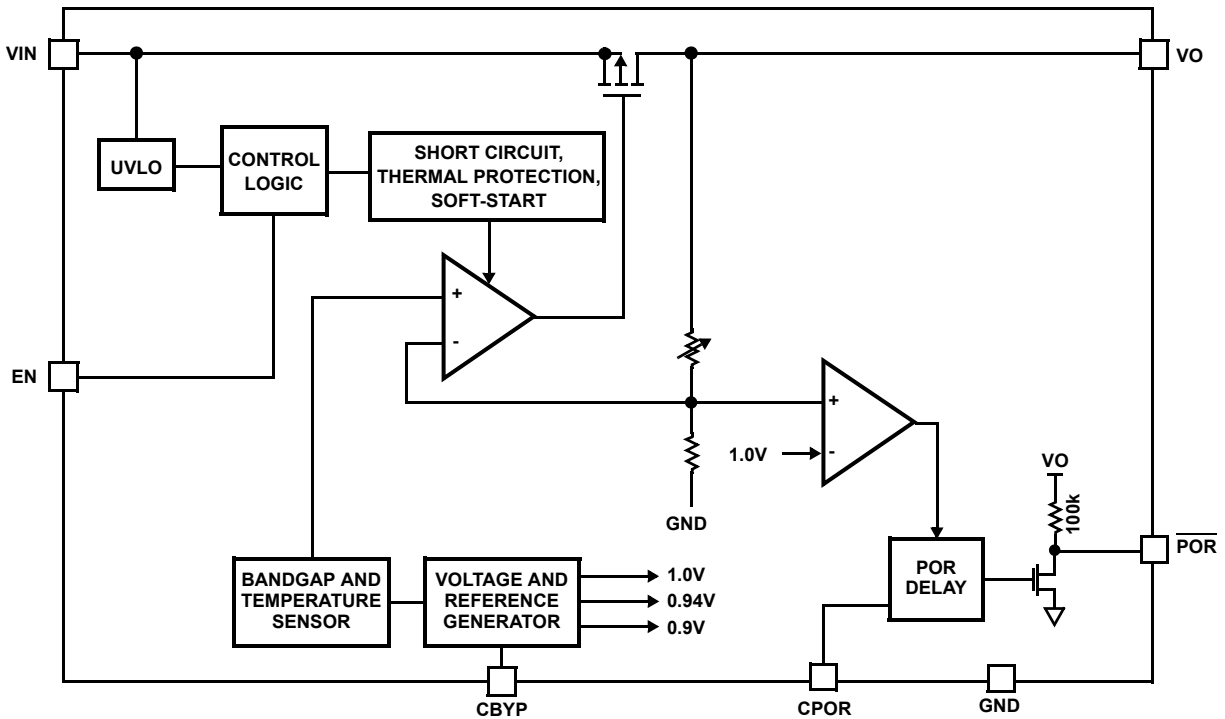 VIN
VO
UVLO
CONTROL
LOGIC
SHORT CIRCUIT,
THERMAL PROTECTION,
SOFT-START
+
-
EN
+
1.0V
-
GND
VO
100k
POR
BANDGAP AND
TEMPERATURE
SENSOR
VOLTAGE AND
REFERENCE
GENERATOR
1.0V
0.94V
0.9V
POR
DELAY
CBYP
CPOR
GND